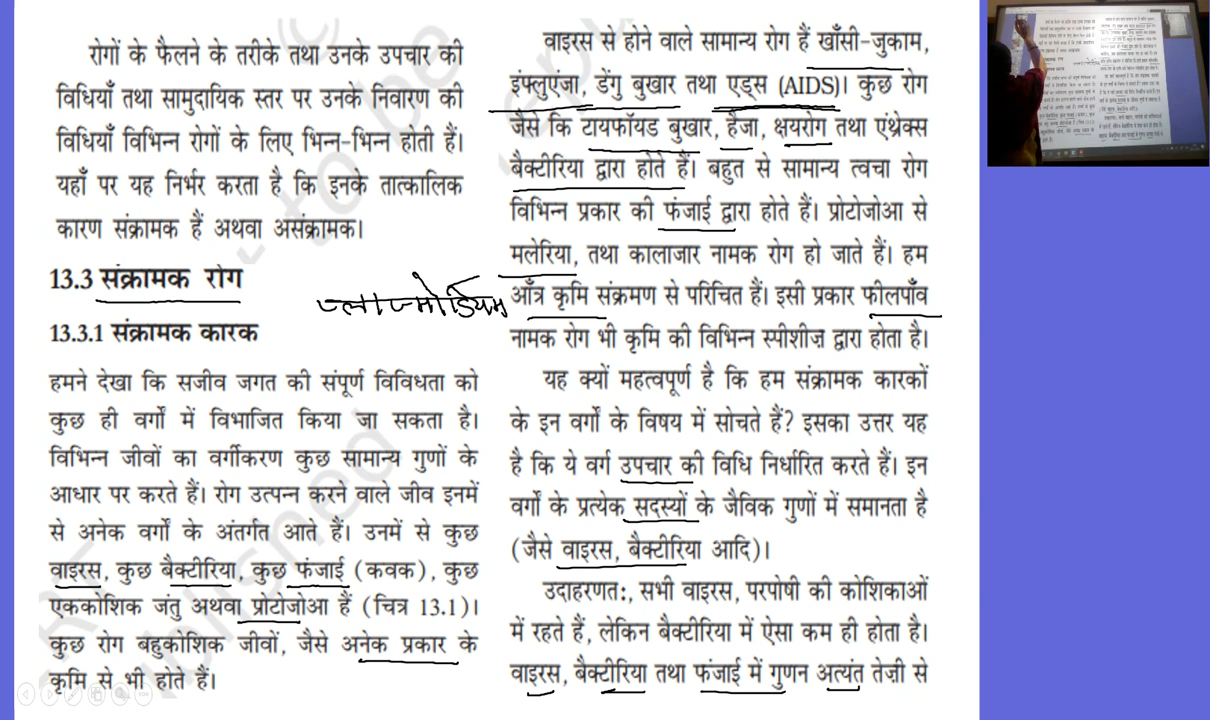 रोगों के फैलने के तरीके तथा उनके उपचार की
विधियाँ तथा सामुदायिक स्तर पर उनके निवारण की
विधियाँ विभिन्न रोगों के लिए भिन्न-भिन्न होती हैं।
यहाँ पर यह निर्भर करता है कि इनके तात्कालिक
कारण संक्रामक हैं अथवा असंक्रामक।
13.3 संक्रामक रोग
प्लाज्मोडियम
13.3.1 संक्रामक कारक
हमने देखा कि सजीव जगत की संपूर्ण विविधता को
कुछ ही वर्गों में विभाजित किया जा सकता है।
विभिन्न जीवों का वर्गीकरण कुछ सामान्य गुणों के
आधार पर करते हैं। रोग उत्पन्न करने वाले जीव इनमें
से अनेक वर्गों के अंतर्गत आते हैं। उनमें से कुछ
वाइरस, कुछ बैक्टीरिया, कुछ फंजाई (कवक), कुछ
एककोशिक जंतु अथवा प्रोटोजोआ हैं (चित्र 13.1)।
कुछ रोग बहुकोशिक जीवों, जैसे अनेक प्रकार के
कृमि से भी होते हैं।
वाइरस से होने वाले सामान्य रोग हैं खाँसी-जुकाम,
इंफ्लुएंजा, डेंगु बुखार तथा एड्स (AIDS)। कुछ रोग
जैसे कि टायफॉयड बुखार, हैजा, क्षयरोग तथा एंथ्रेक्स
बैक्टीरिया द्वारा होते हैं। बहुत से सामान्य त्वचा रोग
विभिन्न प्रकार की फंजाई द्वारा होते हैं। प्रोटोजोआ से
मलेरिया, तथा कालाजार नामक रोग हो जाते हैं। हम
आँत्र कृमि संक्रमण से परिचित हैं। इसी प्रकार फीलपाँव
नामक रोग भी कृमि की विभिन्न स्पीशीज़ द्वारा होता है।
यह क्यों महत्वपूर्ण है कि हम संक्रामक कारकों
के इन वर्गों के विषय में सोचते हैं? इसका उत्तर यह
है कि ये वर्ग उपचार की विधि निर्धारित करते हैं। इन
वर्गों के प्रत्येक सदस्यों के जैविक गुणों में समानता है
(जैसे वाइरस, बैक्टीरिया आदि)।
उदाहरणतः, सभी वाइरस, परपोषी की कोशिकाओं
में रहते हैं, लेकिन बैक्टीरिया में ऐसा कम ही होता है।
वाइरस, बैक्टीरिया तथा फंजाई में गुणन अत्यंत तेज़ी से